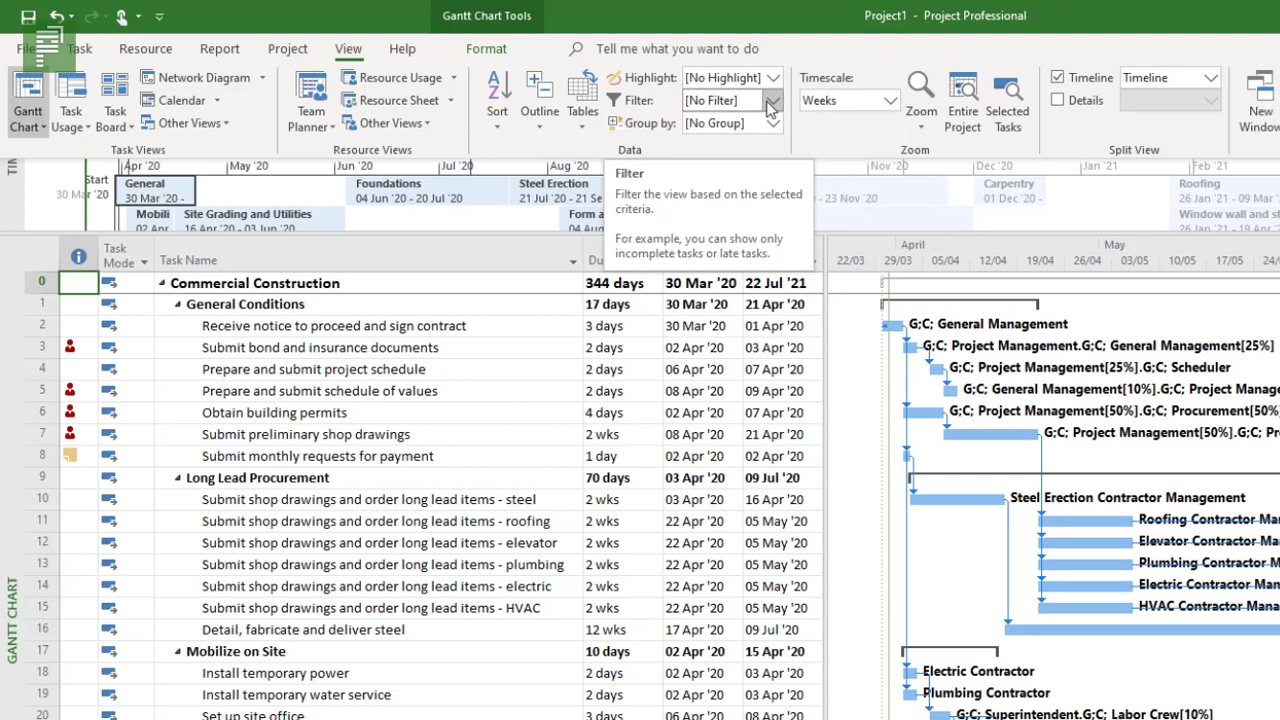 Gantt Chart Tools
Project1 - Project Professional
File Task Resource Report Project View Help Format Tell me what you want to do
Gantt Chart
Task Usage
Task Board
Network Diagram
Calendar
Other Views
Task Views
Team Planner
Resource Usage
Resource Sheet
Other Views
Resource Views
Sort
Outline
Tables
Highlight: [No Highlight]
Filter: [No Filter]
Group by: [No Group]
Data
Timescale:
Weeks
Zoom
Entire Project
Selected Tasks
Zoom
Timeline Timeline
Details
Split View
New Window
Filter
Filter the view based on the selected
criteria.
For example, you can show only
incomplete tasks or late tasks.
Apr '20 May '20 Jun '20 Jul '20 Aug '20 Nov '20 Dec '20 Jan '21 Feb '21
Start
30 Mar '20
General
30 Mar '20 -
Foundations
04 Jun '20 - 20 Jul '20
Steel Erection
21 Jul '20 - 21 Se
- 23 Nov '20
Carpentry
01 Dec '20 -
Roofing
26 Jan '21 - 09 Mar '
Mobili
02 Apr
Site Grading and Utilities
16 Apr '20 - 03 Jun '20
Form a
04 Au
Window wall and s
26 Jan '21
Task Mode
Task Name
Du
April May
22/03 29/03 05/04 12/04 19/04 26/04 03/05 10/05 17/05
0 Commercial Construction 344 days 30 Mar '20 22 Jul '21
1 General Conditions 17 days 30 Mar '20 21 Apr '20
2 Receive notice to proceed and sign contract 3 days 30 Mar '20 01 Apr '20 G;C; General Management
3 Submit bond and insurance documents 2 days 02 Apr '20 03 Apr '20 G;C; Project Management.G;C; General Management[25%]
4 Prepare and submit project schedule 2 days 06 Apr '20 07 Apr '20 G;C; Project Management[25%].G;C; Scheduler
5 Prepare and submit schedule of values 2 days 08 Apr '20 09 Apr '20 G;C; General Management[10%].G;C; Project Manag
6 Obtain building permits 4 days 02 Apr '20 07 Apr '20 G;C; Project Management[50%].G;C; Procurement[50%
7 Submit preliminary shop drawings 2 wks 08 Apr '20 21 Apr '20 G;C; Project Management[50%].G;C; Pro
8 Submit monthly requests for payment 1 day 02 Apr '20 02 Apr '20
9 Long Lead Procurement 70 days 03 Apr '20 09 Jul '20
10 Submit shop drawings and order long lead items - steel 2 wks 03 Apr '20 16 Apr '20 Steel Erection Contractor Management
11 Submit shop drawings and order long lead items - roofing 2 wks 22 Apr '20 05 May '20 Roofing Contractor Ma
12 Submit shop drawings and order long lead items - elevator 2 wks 22 Apr '20 05 May '20 Elevator Contractor Ma
13 Submit shop drawings and order long lead items - plumbing 2 wks 22 Apr '20 05 May '20 Plumbing Contractor M
14 Submit shop drawings and order long lead items - electric 2 wks 22 Apr '20 05 May '20 Electric Contractor Ma
15 Submit shop drawings and order long lead items - HVAC 2 wks 22 Apr '20 05 May '20 HVAC Contractor Mana
16 Detail, fabricate and deliver steel 12 wks 17 Apr '20 09 Jul '20
17 Mobilize on Site 10 days 02 Apr '20 15 Apr '20
18 Install temporary power 2 days 02 Apr '20 03 Apr '20 Electric Contractor
19 Install temporary water service 2 days 02 Apr '20 03 Apr '20 Plumbing Contractor
20 Set up site office 3 days 06 Apr '20 08 Apr '20 G;C; Superintendent.G;C; Labor Crew[10%]
GANTT CHART